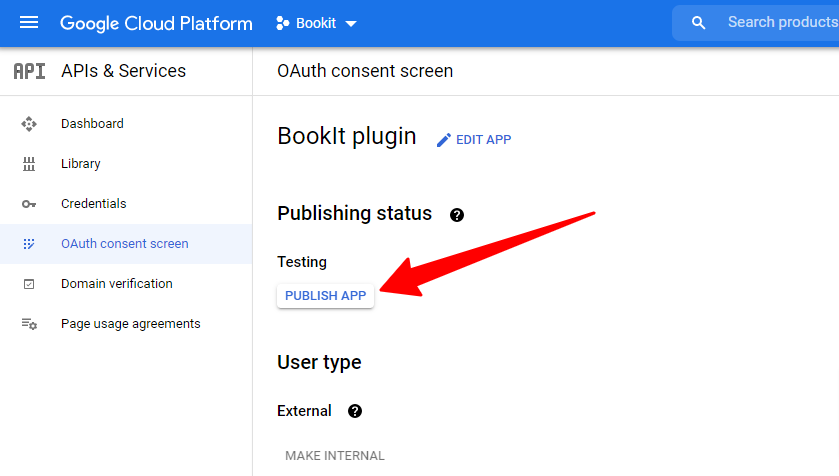 Google Cloud Platform
Bookit
Search products
API
APIs & Services
OAuth consent screen
Dashboard
Library
Credentials
OAuth consent screen
Domain verification
Page usage agreements
BookIt plugin
EDIT APP
Publishing status
?
Testing
PUBLISH APP
User type
External
?
MAKE INTERNAL